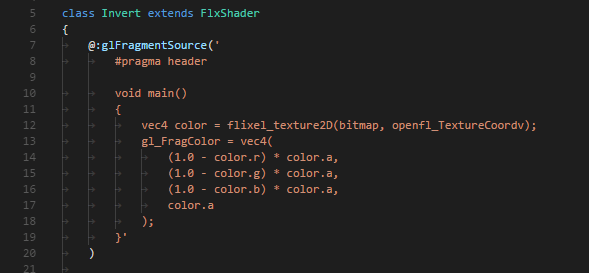 5 class Invert extends FlxShader
6 {
7 @:glFragmentSource('
8 #pragma header
9
10 void main()
11 {
12 vec4 color = flixel_texture2D(bitmap, openfl_TextureCoordv);
13 gl_FragColor = vec4(
14 (1.0 - color.r) * color.a,
15 (1.0 - color.g) * color.a,
16 (1.0 - color.b) * color.a,
17 color.a
18 );
19 }'
20 )
21